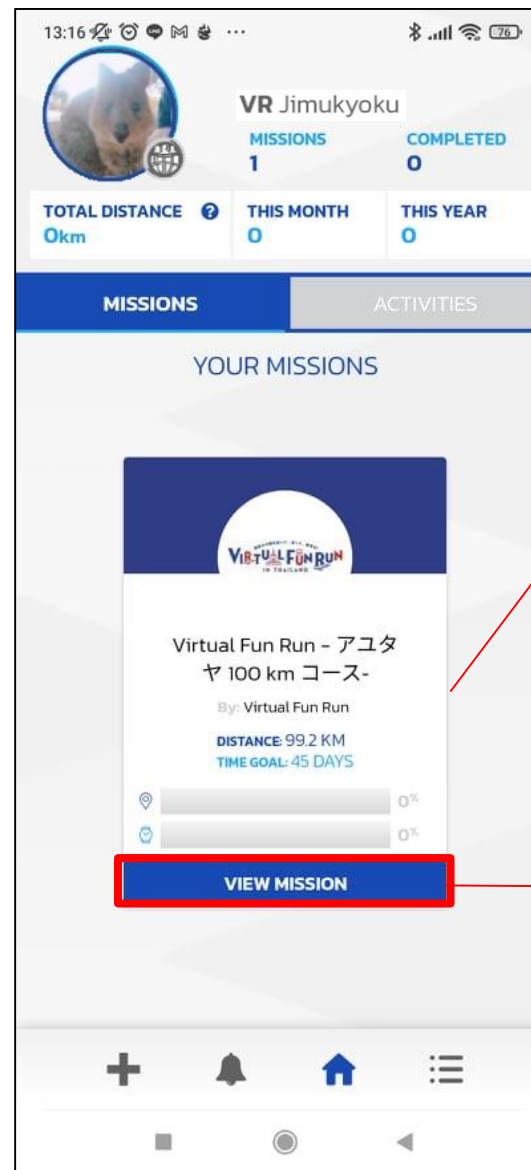 13:16
76
VR Jimukyoku
MISSIONS COMPLETED
1 0
TOTAL DISTANCE ? THIS MONTH THIS YEAR
0km 0 0
MISSIONS ACTIVITIES
YOUR MISSIONS
VIRTUAL FUN RUN
IN THAILAND
Virtual Fun Run – アユタ
ヤ 100 km コース-
By: Virtual Fun Run
DISTANCE: 99.2 KM
TIME GOAL: 45 DAYS
0%
0%
VIEW MISSION